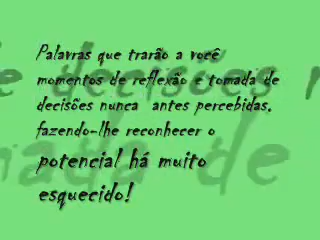 Palavras que trarão a você
momentos de reflexão e tomada de
decisões nunca antes percebidas,
fazendo-lhe reconhecer o
potencial há muito
esquecido!